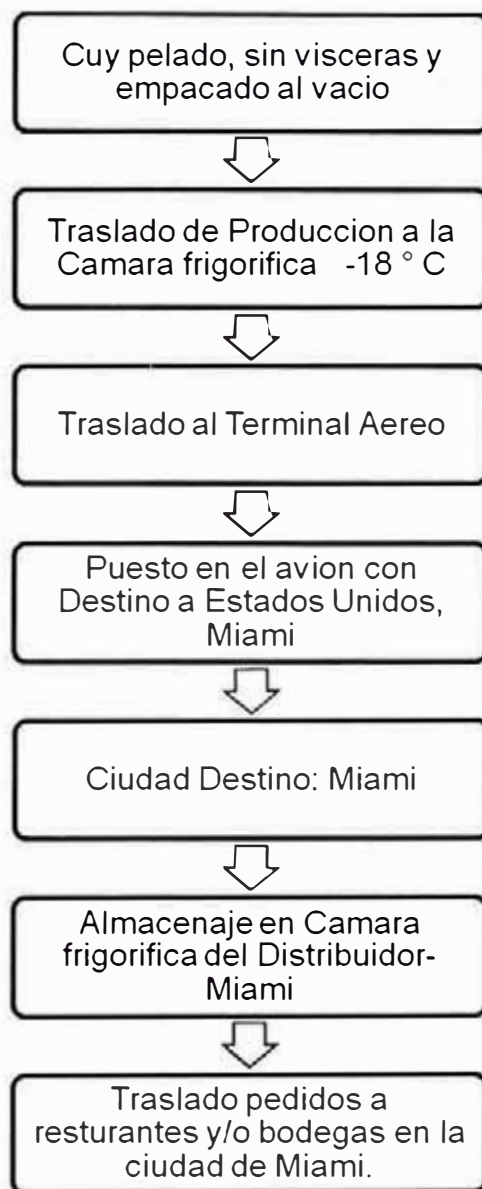 Cuy pelado, sin visceras y
empacado al vacio
Traslado de Produccion a la
Camara frigorifica -18 ° C
Traslado al Terminal Aereo
Puesto en el avion con
Destino a Estados Unidos,
Miami
Ciudad Destino: Miami
Almacenaje en Camara
frigorifica del Distribuidor-
Miami
Traslado pedidos a
resturantes y/o bodegas en la
ciudad de Miami.